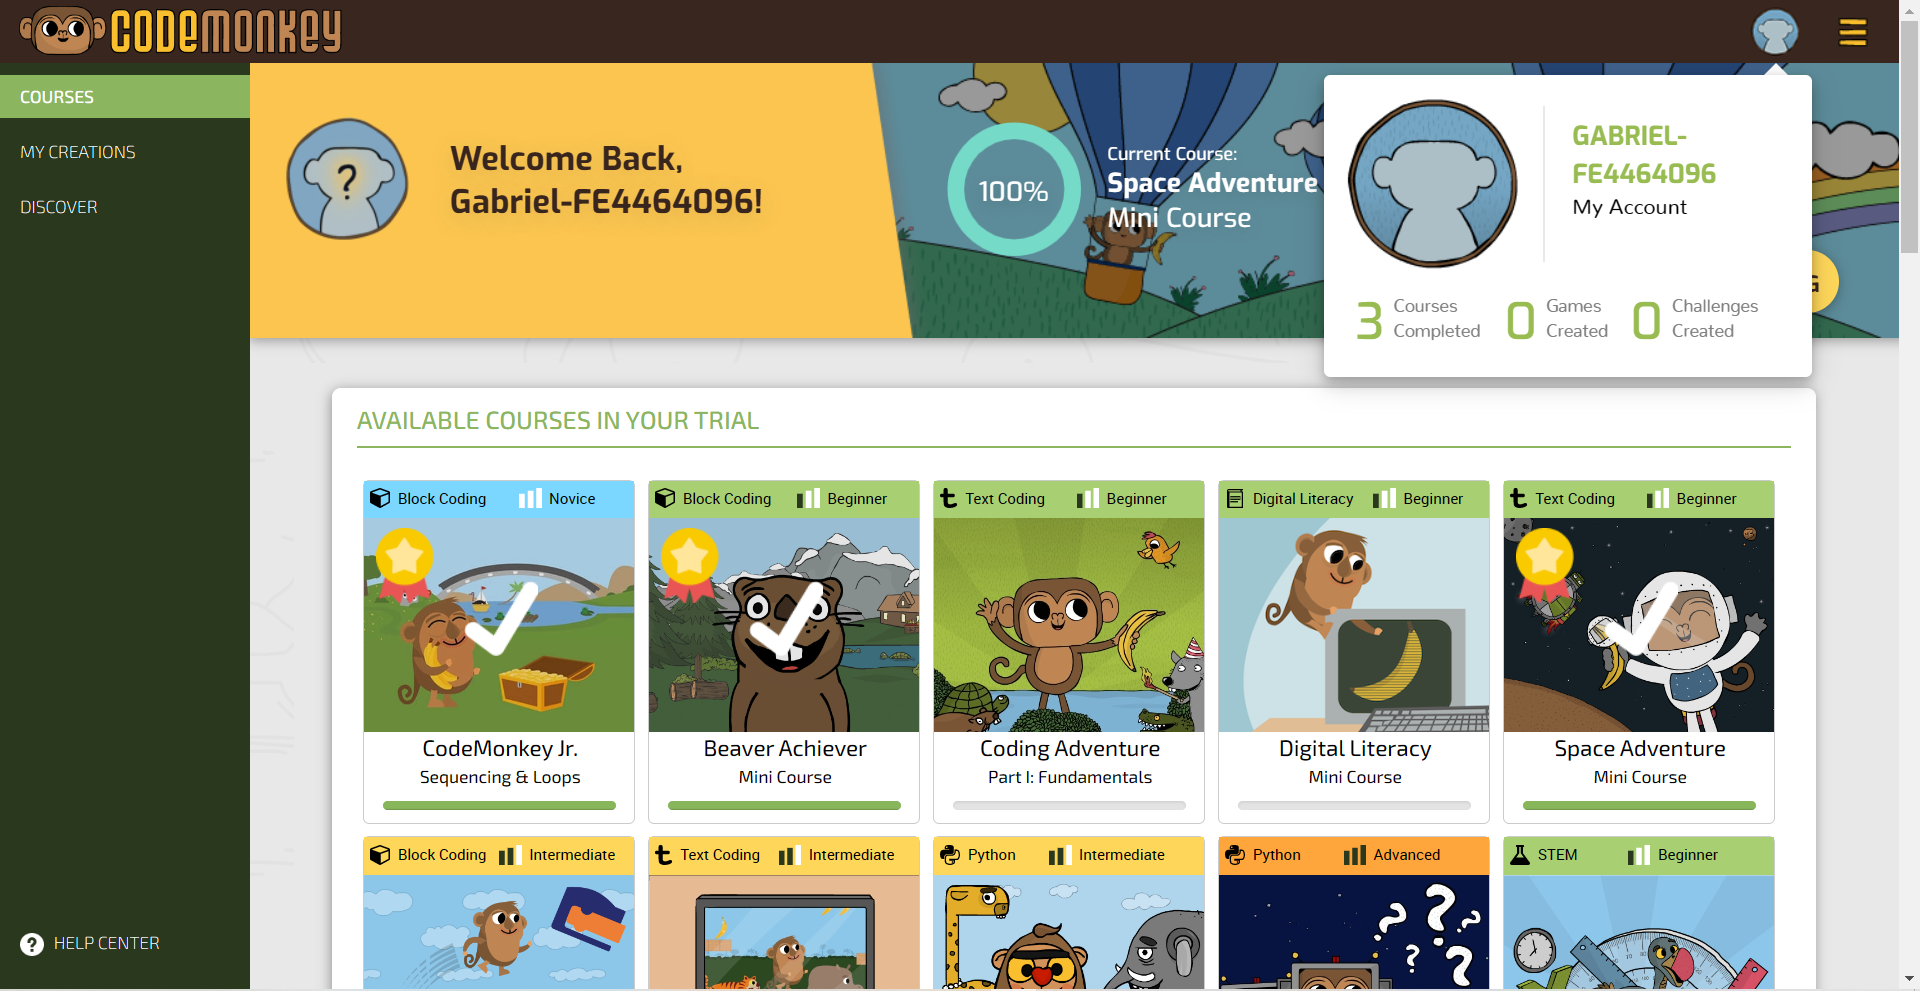 CODEMONKEY
COURSES
MY CREATIONS
DISCOVER
HELP CENTER
Welcome Back,
Gabriel-FE4464096!
100%
Current Course:
Space Adventure
Mini Course
GABRIEL-
FE4464096
My Account
3 Courses Completed
0 Games Created
0 Challenges Created
AVAILABLE COURSES IN YOUR TRIAL
Block Coding Novice
CodeMonkey Jr.
Sequencing & Loops
Block Coding Beginner
Beaver Achiever
Mini Course
Text Coding Beginner
Coding Adventure
Part I: Fundamentals
Digital Literacy Beginner
Digital Literacy
Mini Course
Text Coding Beginner
Space Adventure
Mini Course
Block Coding Intermediate
Text Coding Intermediate
Python Intermediate
Python Advanced
STEM Beginner